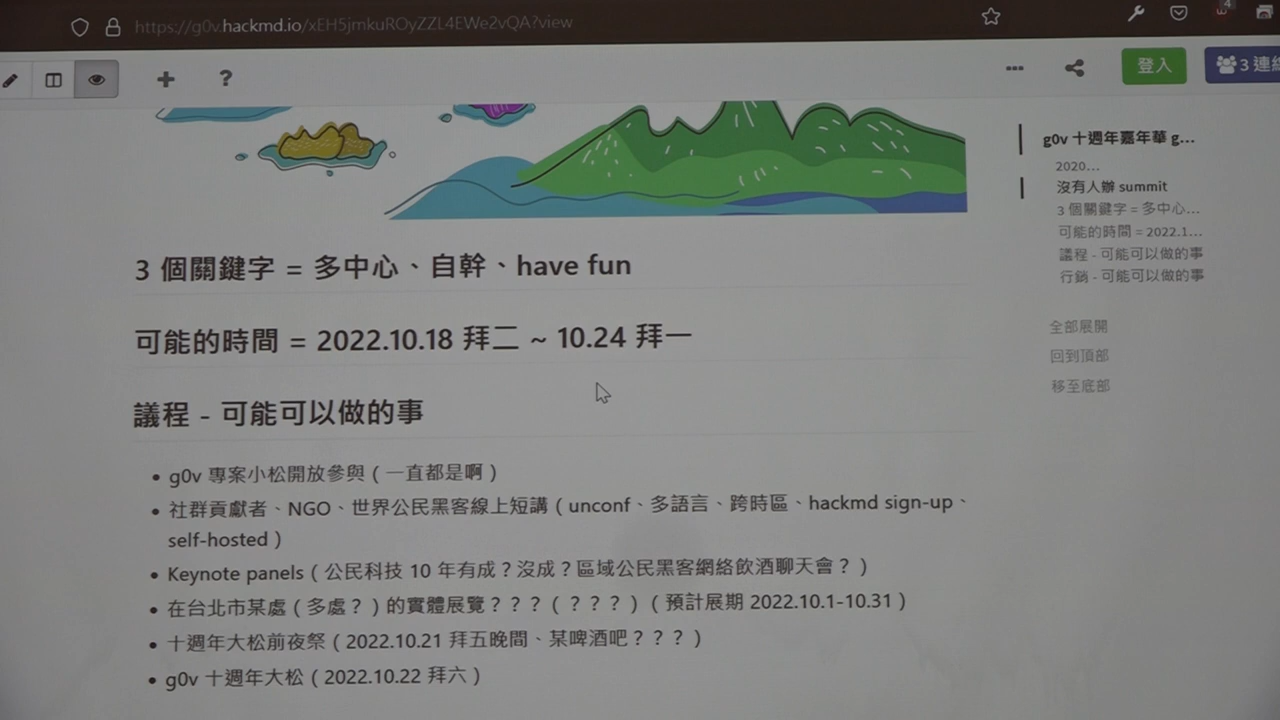 https://g0v.hackmd.io/xEH5jmkuROyZZL4EWe2vQA?view
4
?
登入
3 連線
g0v 十週年嘉年華 g...
2020...
沒有人辦 summit
3 個關鍵字 = 多中心...
可能的時間 = 2022.1...
議程 - 可能可以做的事
行銷 - 可能可以做的事
全部展開
回到頂部
移至底部
3 個關鍵字 = 多中心、自幹、have fun
可能的時間 = 2022.10.18 拜二 ~ 10.24 拜一
議程 - 可能可以做的事
• g0v 專案小松開放參與（一直都是啊）
• 社群貢獻者、NGO、世界公民黑客線上短講（unconf、多語言、跨時區、hackmd sign-up、
self-hosted）
• Keynote panels（公民科技 10 年有成？沒成？區域公民黑客網絡飲酒聊天會？）
• 在台北市某處（多處？）的實體展覽？？？（？？？）（預計展期 2022.10.1-10.31）
• 十週年大松前夜祭（2022.10.21 拜五晚間、某啤酒吧？？？）
• g0v 十週年大松（2022.10.22 拜六）